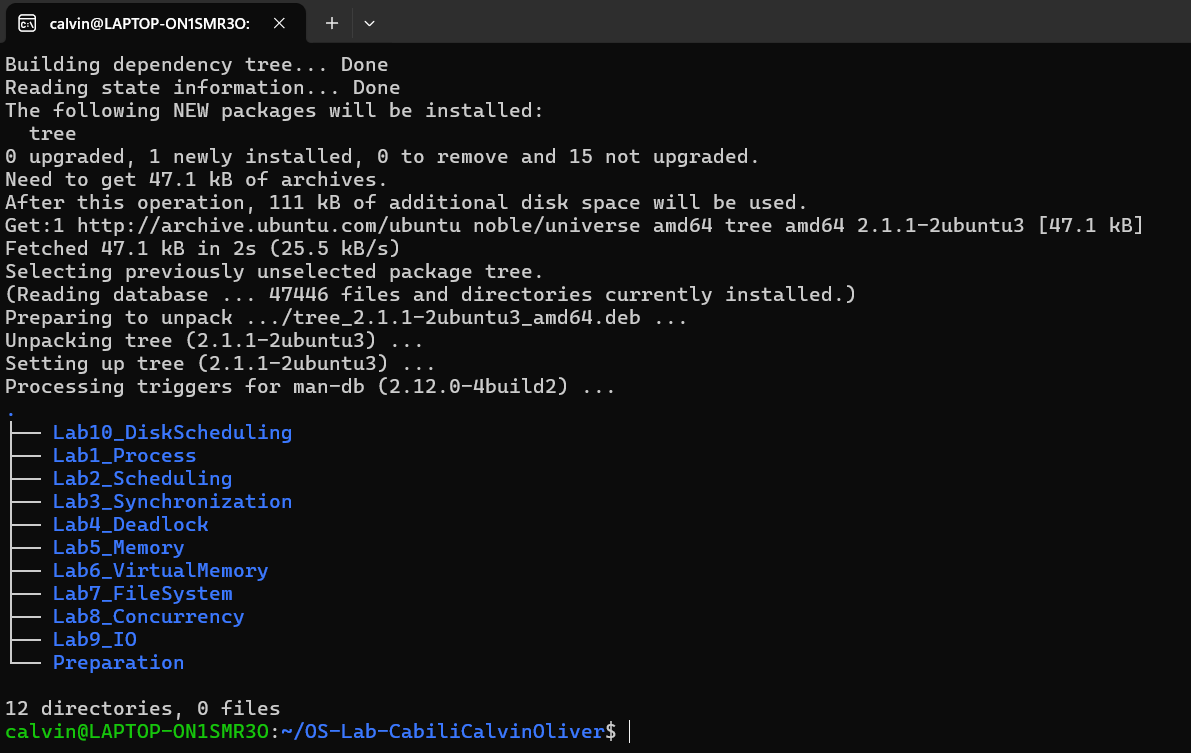 calvin@LAPTOP-ON1SMR3O:
Building dependency tree... Done
Reading state information... Done
The following NEW packages will be installed:
  tree
0 upgraded, 1 newly installed, 0 to remove and 15 not upgraded.
Need to get 47.1 kB of archives.
After this operation, 111 kB of additional disk space will be used.
Get:1 http://archive.ubuntu.com/ubuntu noble/universe amd64 tree amd64 2.1.1-2ubuntu3 [47.1 kB]
Fetched 47.1 kB in 2s (25.5 kB/s)
Selecting previously unselected package tree.
(Reading database ... 47446 files and directories currently installed.)
Preparing to unpack .../tree_2.1.1-2ubuntu3_amd64.deb ...
Unpacking tree (2.1.1-2ubuntu3) ...
Setting up tree (2.1.1-2ubuntu3) ...
Processing triggers for man-db (2.12.0-4build2) ...
.
├── Lab10_DiskScheduling
├── Lab1_Process
├── Lab2_Scheduling
├── Lab3_Synchronization
├── Lab4_Deadlock
├── Lab5_Memory
├── Lab6_VirtualMemory
├── Lab7_FileSystem
├── Lab8_Concurrency
├── Lab9_IO
└── Preparation
12 directories, 0 files
calvin@LAPTOP-ON1SMR3O:~/OS-Lab-CabiliCalvinOliver$